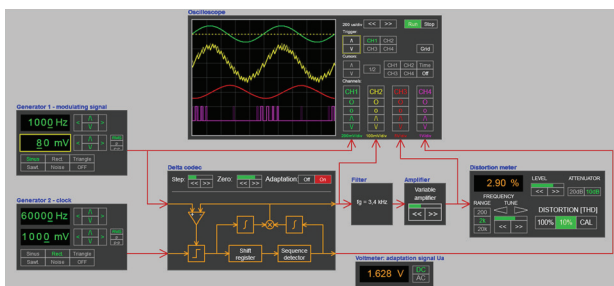 Oscilloscope
200 us/div << >> Run Stop
Trigger
CH1 CH2
CH3 CH4 Grid
Cursors
1/2 CH1 CH2 Time
CH3 CH4 Off
Channels
CH1 CH2 CH3 CH4
200mV/div 100mV/div
Generator 1 - modulating signal
1000 Hz < >
80 mV < >
Sinus Rect. Triangle
Sawt. Noise OFF
Generator 2 - clock
60000 Hz < >
1000 mV < >
Sinus Rect. Triangle
Sawt. Noise OFF
Delta codec
Step: << >> Zero: << >> Adaptation: Off On
Shift register
Sequence detector
Filter
fg = 3,4 kHz
Amplifier
Variable amplifier
<< >>
Voltmeter: adaptation signal Ua
1.628 V DC
AC
Distortion meter
2.90 %
LEVEL ATTENUATOR
<< >> 20dB 10dB
FREQUENCY
RANGE TUNE
200
2k
20k
<< >>
DISTORTION [THD]
100% 10% CAL